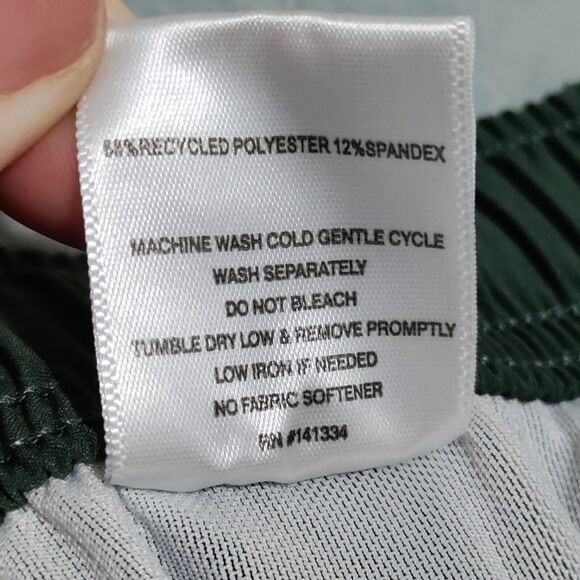 88%RECYCLED POLYESTER 12%SPANDEX
MACHINE WASH COLD GENTLE CYCLE
WASH SEPARATELY
DO NOT BLEACH
TUMBLE DRY LOW & REMOVE PROMPTLY
LOW IRON IF NEEDED
NO FABRIC SOFTENER
RN #141334